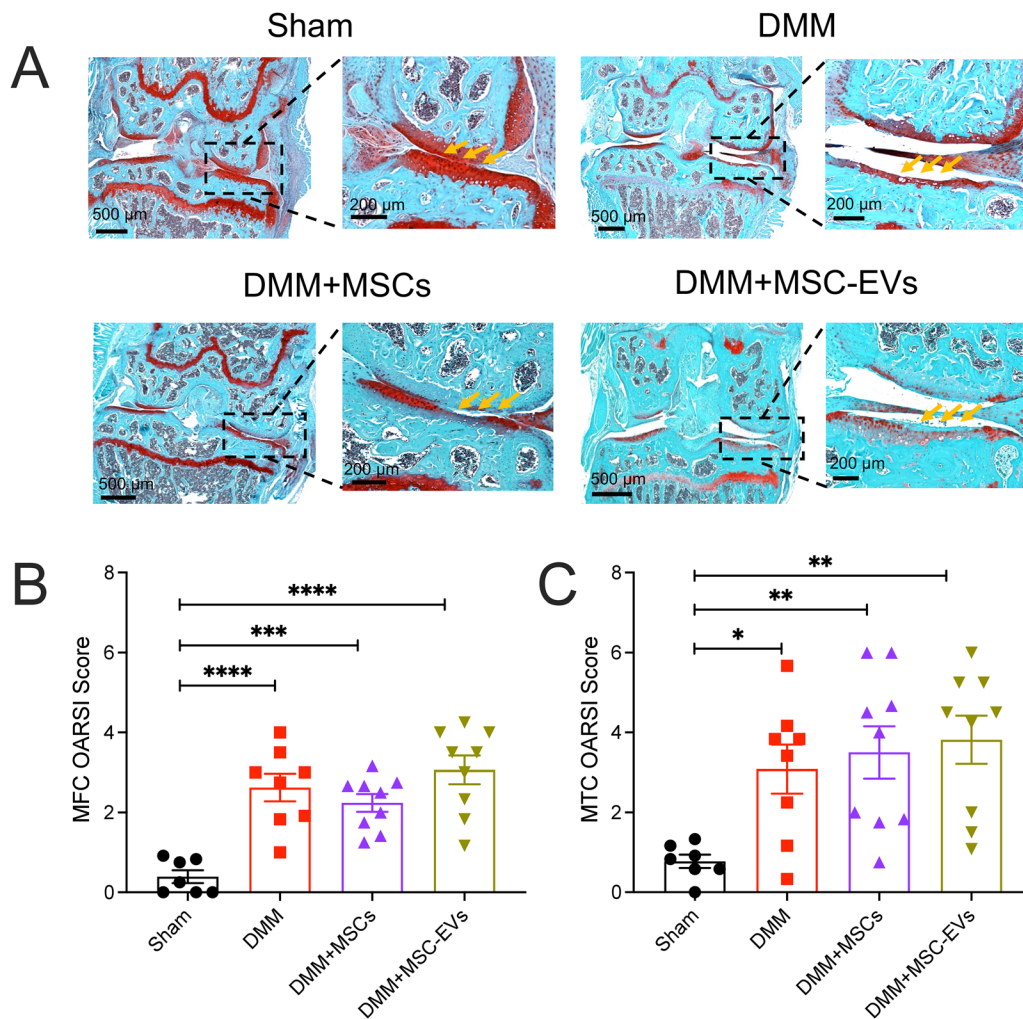 Sham
DMM
A
500 µm
200 µm
500 µm
200 µm
DMM+MSCs
DMM+MSC-EVs
500 µm
200 µm
500 µm
200 µm
B
MFC OARSI Score
8
6
4
2
0
****
***
****
Sham
DMM
DMM+MSCs
DMM+MSC-EVs
C
MTC OARSI Score
8
6
4
2
0
**
**
*
Sham
DMM
DMM+MSCs
DMM+MSC-EVs